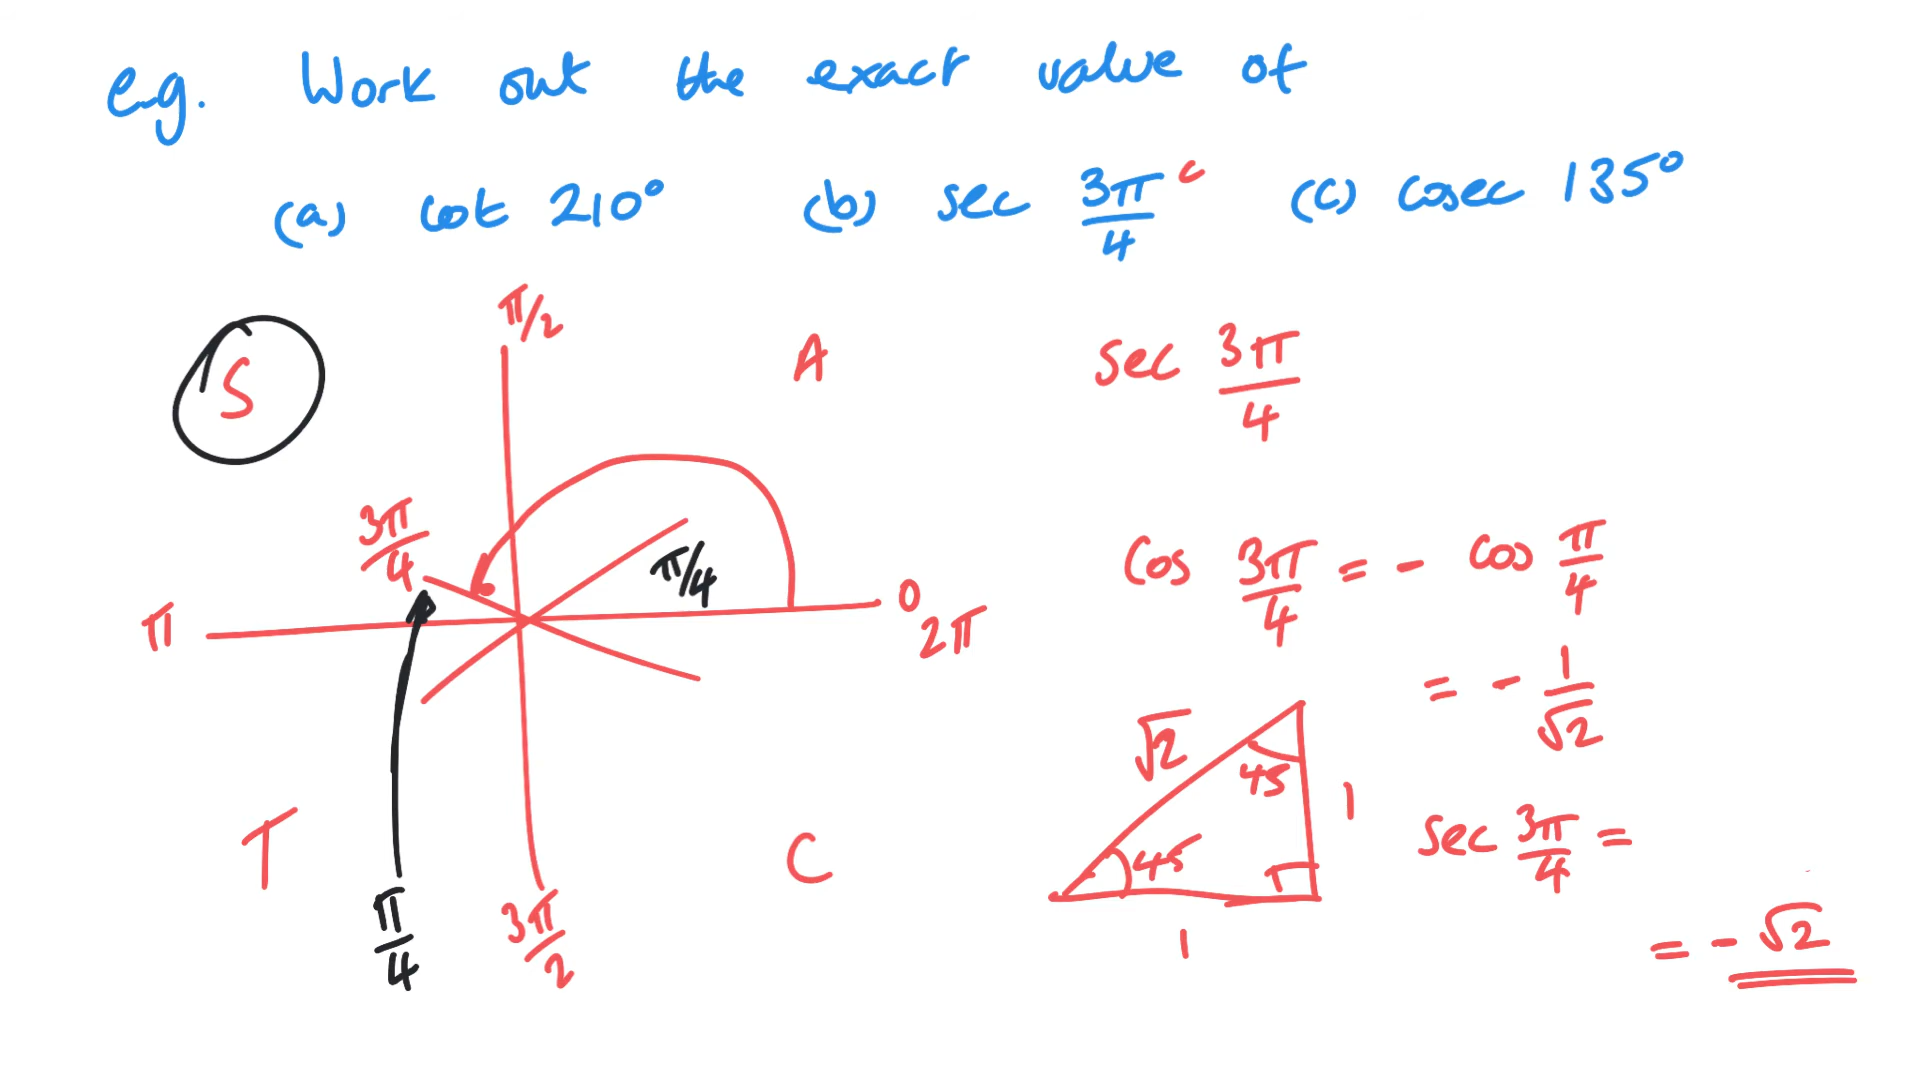 e.g. Work out the exact value of
(a) cot 210° (b) sec 3π/4 ᶜ (c) cosec 135°
π/2
S
A
sec 3π/4
3π/4
π/4
π
0
2π
cos 3π/4 = - cos π/4
= - 1/√2
√2
45
1
45
1
sec 3π/4 =
= - √2
T
C
π/4
3π/2